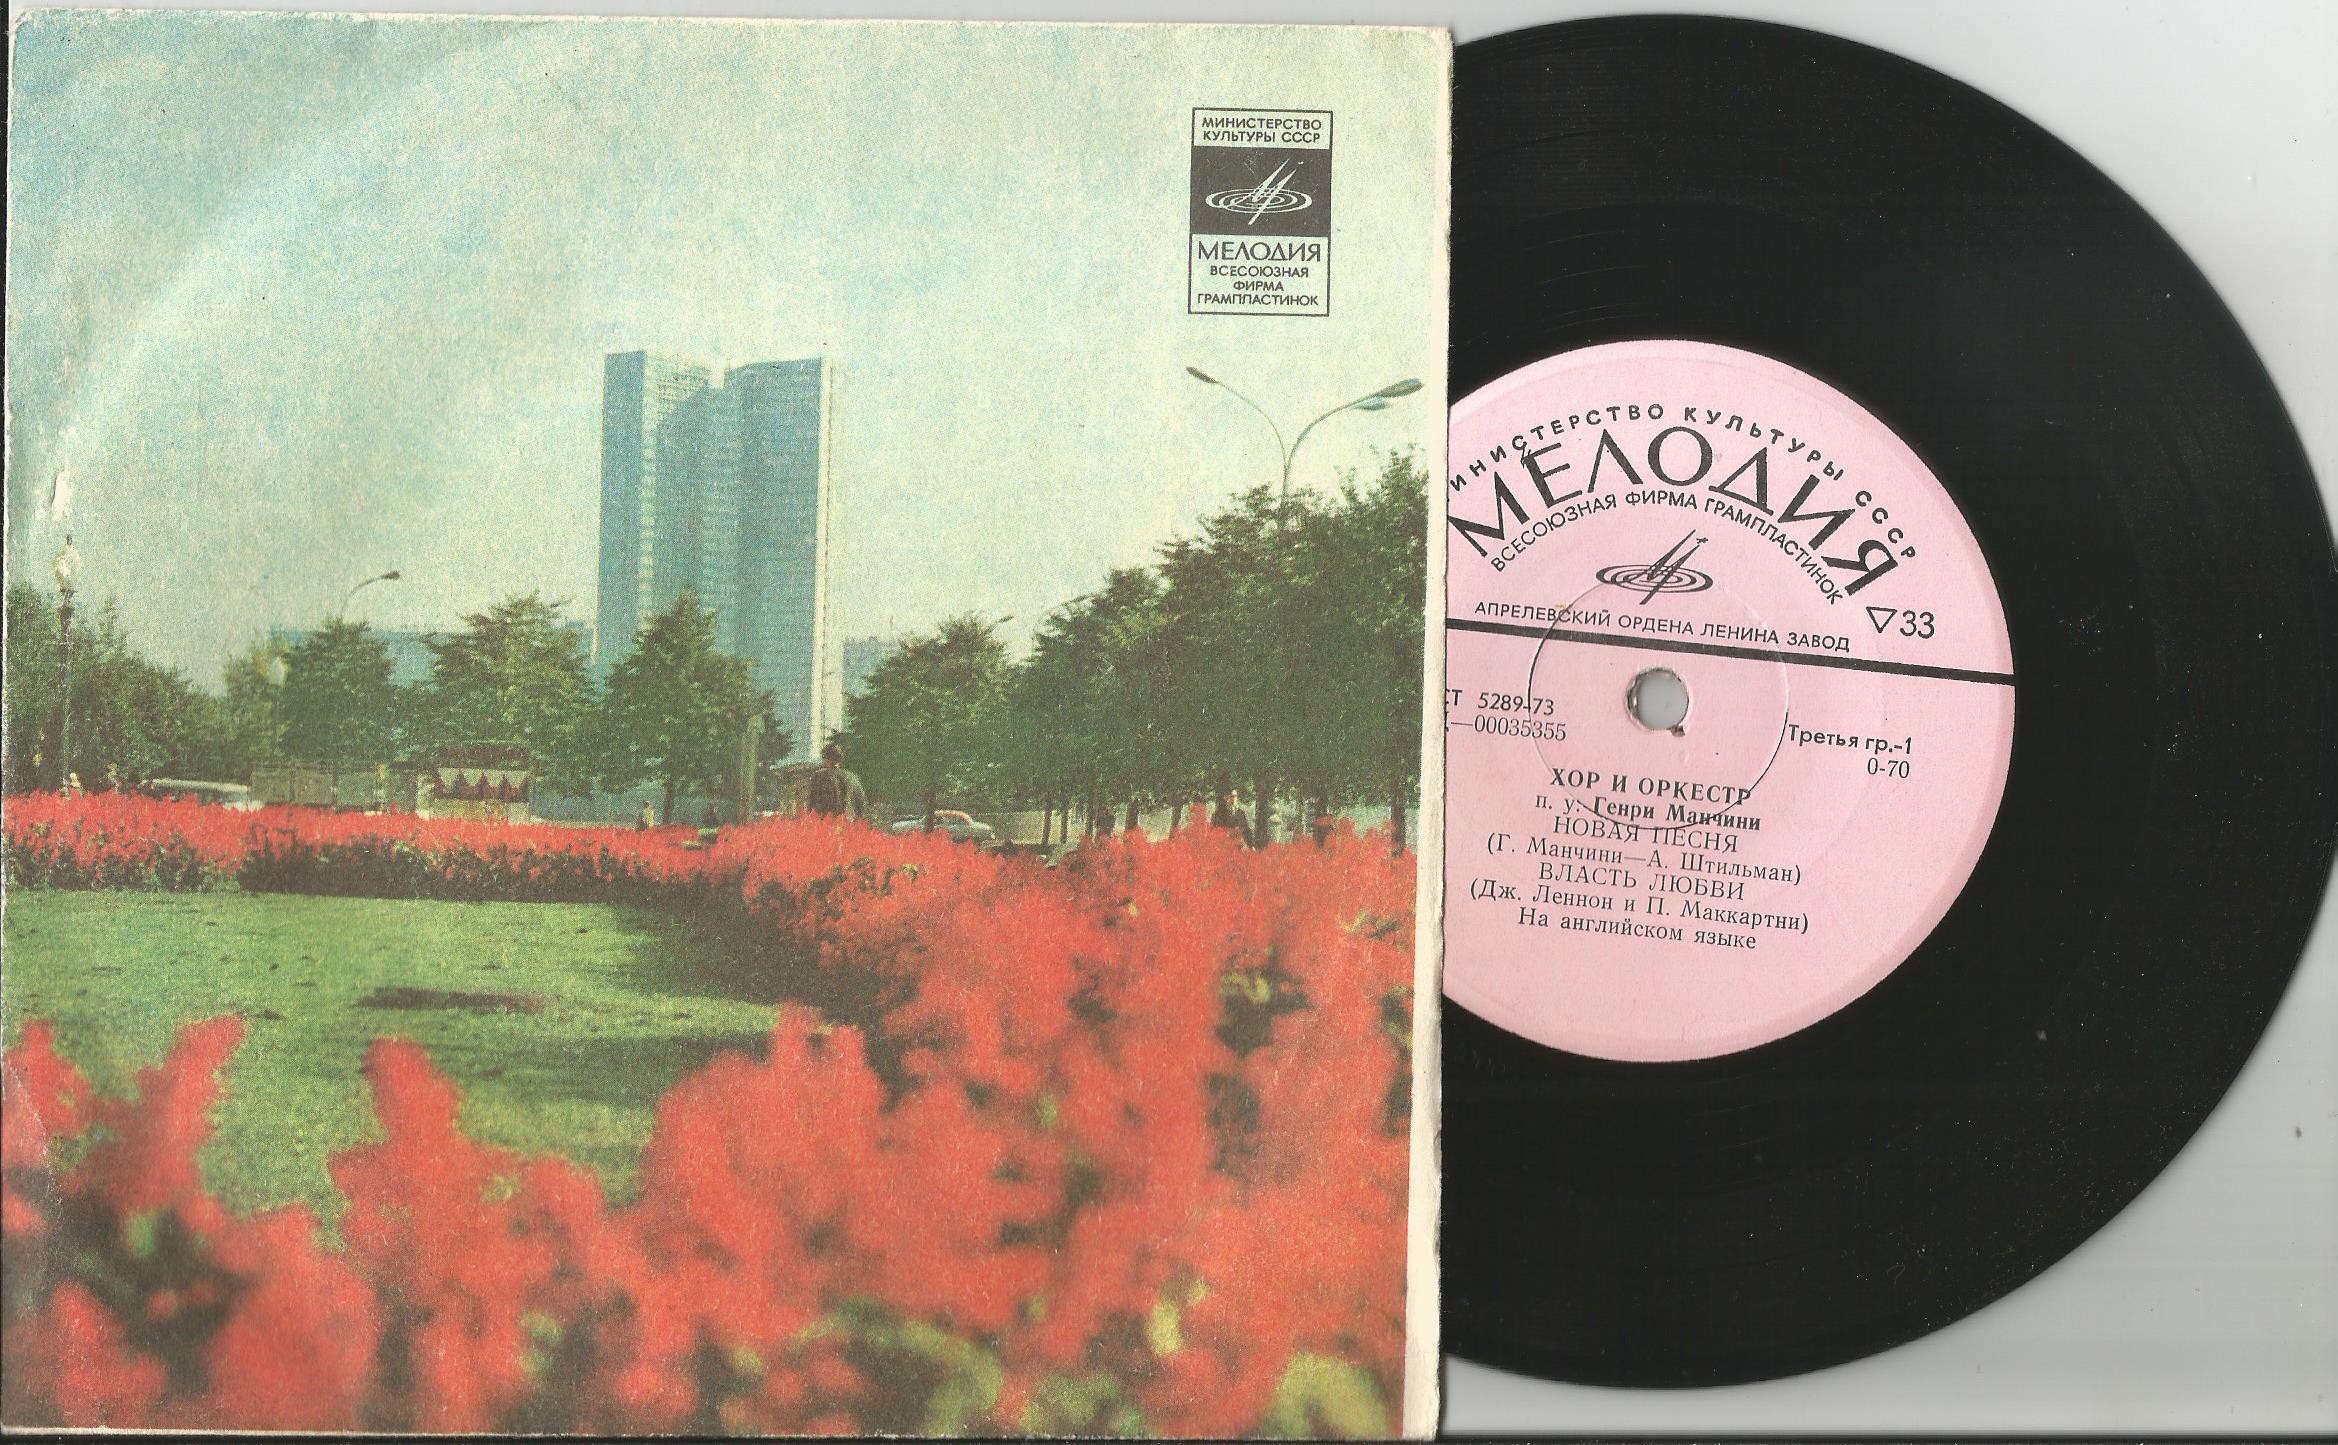 МИНИСТЕРСТВО
КУЛЬТУРЫ СССР
МЕЛОДИЯ
ВСЕСОЮЗНАЯ
ФИРМА
ГРАМПЛАСТИНОК
ИНИСТЕРСТВО КУЛЬТУРЫ СССР
МЕЛОДИЯ
ВСЕСОЮЗНАЯ ФИРМА ГРАМПЛАСТИНОК
АПРЕЛЕВСКИЙ ОРДЕНА ЛЕНИНА ЗАВОД
▽33
СТ 5289-73
—00035355
Третья гр.-1
0-70
ХОР И ОРКЕСТР
п. у. Генри Манчини
НОВАЯ ПЕСНЯ
(Г. Манчини—А. Штильман)
ВЛАСТЬ ЛЮБВИ
(Дж. Леннон и П. Маккартни)
На английском языке